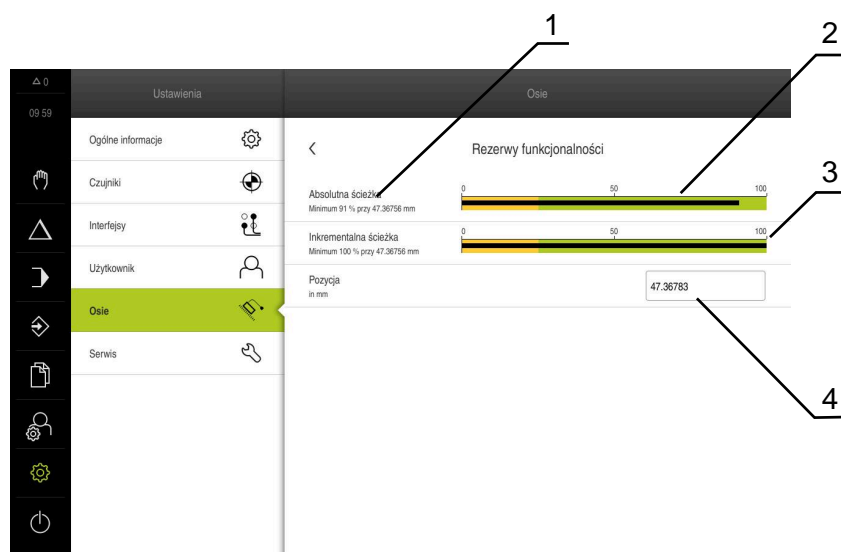 1
2
3
4
△ 0
09 59
Ustawienia
Osie
Ogólne informacje
Czujniki
Interfejsy
Użytkownik
Osie
Serwis
Rezerwy funkcjonalności
Absolutna ścieżka
Minimum 91 % przy 47.36756 mm
0 50 100
Inkrementalna ścieżka
Minimum 100 % przy 47.36756 mm
0 50 100
Pozycja
in mm
47.36783